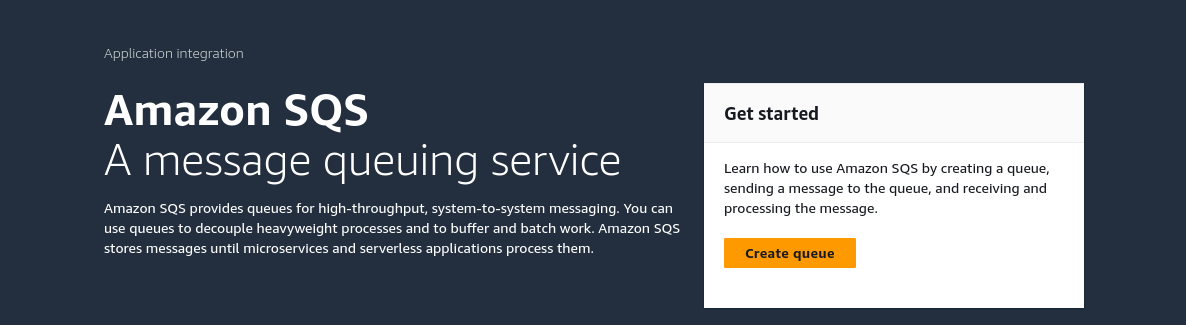 Application integration
Amazon SQS
A message queuing service
Amazon SQS provides queues for high-throughput, system-to-system messaging. You can
use queues to decouple heavyweight processes and to buffer and batch work. Amazon SQS
stores messages until microservices and serverless applications process them.
Get started
Learn how to use Amazon SQS by creating a queue,
sending a message to the queue, and receiving and
processing the message.
Create queue